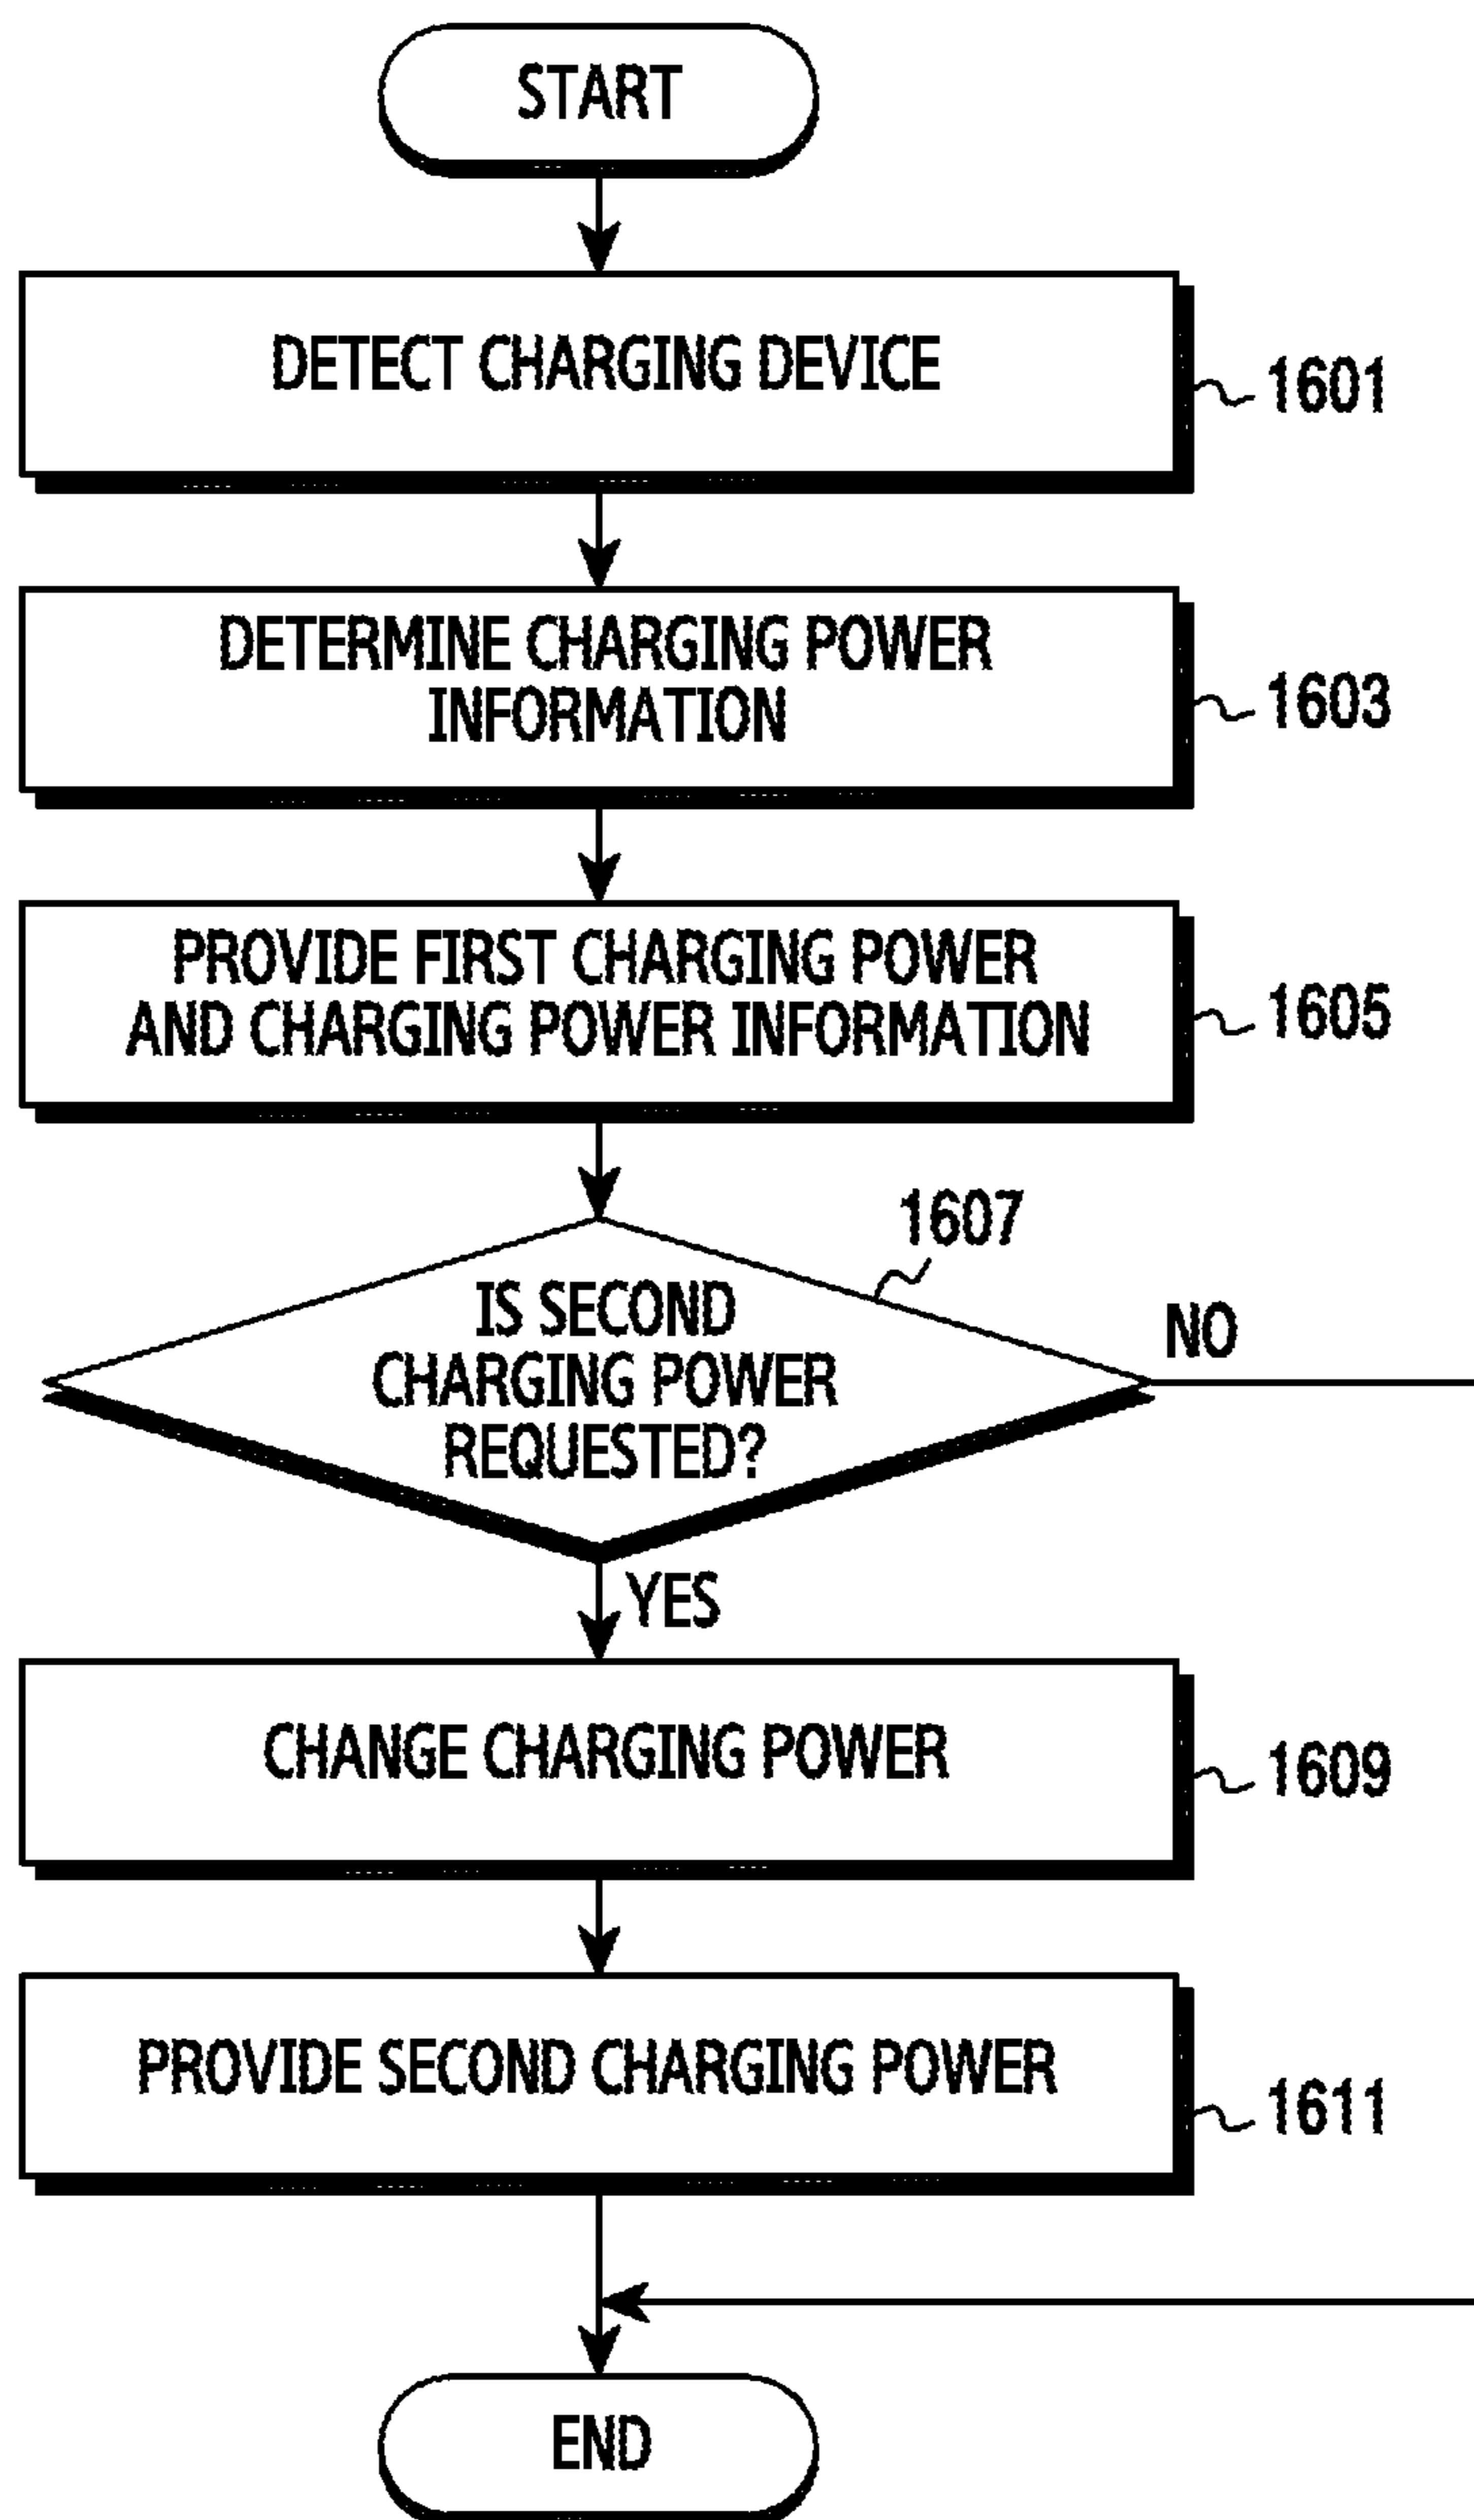 START
DETECT CHARGING DEVICE
1601
DETERMINE CHARGING POWER
INFORMATION
1603
PROVIDE FIRST CHARGING POWER
AND CHARGING POWER INFORMATION
1605
1607
IS SECOND
CHARGING POWER
REQUESTED?
NO
YES
CHANGE CHARGING POWER
1609
PROVIDE SECOND CHARGING POWER
1611
END